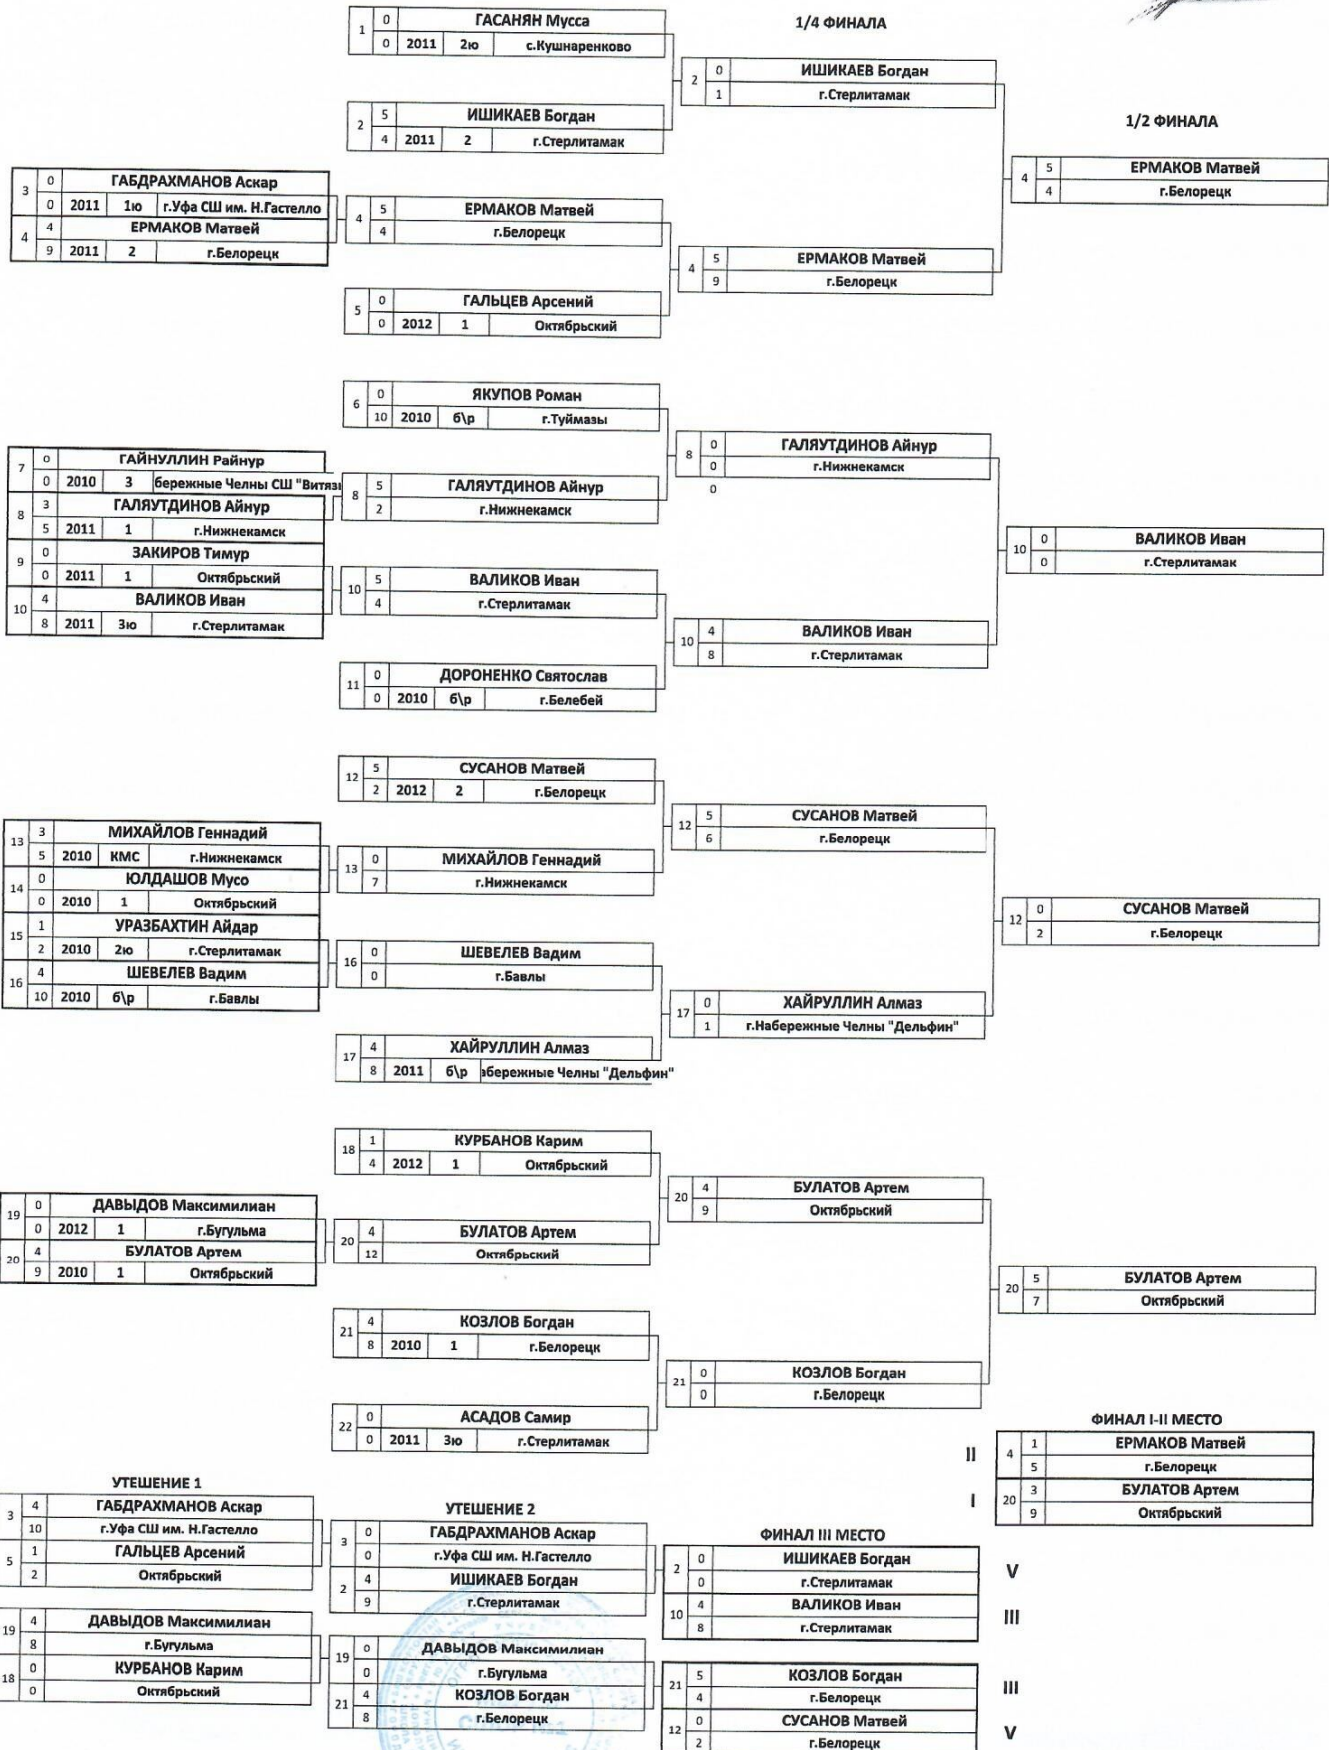 1/4 ФИНАЛА
1/2 ФИНАЛА
1 0 ГАСАНЯН Мусса
0 2011 2ю с.Кушнаренково
2 5 ИШИКАЕВ Богдан
4 2011 2 г.Стерлитамак
3 0 ГАБДРАХМАНОВ Аскар
0 2011 1ю г.Уфа СШ им. Н.Гастелло
4 4 ЕРМАКОВ Матвей
9 2011 2 г.Белорецк
4 5 ЕРМАКОВ Матвей
4 г.Белорецк
5 0 ГАЛЬЦЕВ Арсений
0 2012 1 Октябрьский
2 0 ИШИКАЕВ Богдан
1 г.Стерлитамак
4 5 ЕРМАКОВ Матвей
9 г.Белорецк
4 5 ЕРМАКОВ Матвей
4 г.Белорецк
6 0 ЯКУПОВ Роман
10 2010 б\р г.Туймазы
7 0 ГАЙНУЛЛИН Райнур
0 2010 3 бережные Челны СШ "Витязь
8 3 ГАЛЯУТДИНОВ Айнур
5 2011 1 г.Нижнекамск
9 0 ЗАКИРОВ Тимур
0 2011 1 Октябрьский
10 4 ВАЛИКОВ Иван
8 2011 3ю г.Стерлитамак
8 5 ГАЛЯУТДИНОВ Айнур
2 г.Нижнекамск
10 5 ВАЛИКОВ Иван
4 г.Стерлитамак
11 0 ДОРОНЕНКО Святослав
0 2010 б\р г.Белебей
8 0 ГАЛЯУТДИНОВ Айнур
0 г.Нижнекамск
0
10 4 ВАЛИКОВ Иван
8 г.Стерлитамак
10 0 ВАЛИКОВ Иван
0 г.Стерлитамак
12 5 СУСАНОВ Матвей
2 2012 2 г.Белорецк
13 3 МИХАЙЛОВ Геннадий
5 2010 КМС г.Нижнекамск
14 0 ЮЛДАШОВ Мусо
0 2010 1 Октябрьский
15 1 УРАЗБАХТИН Айдар
2 2010 2ю г.Стерлитамак
16 4 ШЕВЕЛЕВ Вадим
10 2010 б\р г.Бавлы
13 0 МИХАЙЛОВ Геннадий
7 г.Нижнекамск
16 0 ШЕВЕЛЕВ Вадим
0 г.Бавлы
17 4 ХАЙРУЛЛИН Алмаз
8 2011 б\р бережные Челны "Дельфин"
12 5 СУСАНОВ Матвей
6 г.Белорецк
17 0 ХАЙРУЛЛИН Алмаз
1 г.Набережные Челны "Дельфин"
12 0 СУСАНОВ Матвей
2 г.Белорецк
18 1 КУРБАНОВ Карим
4 2012 1 Октябрьский
19 0 ДАВЫДОВ Максимилиан
0 2012 1 г.Бугульма
20 4 БУЛАТОВ Артем
9 2010 1 Октябрьский
20 4 БУЛАТОВ Артем
12 Октябрьский
21 4 КОЗЛОВ Богдан
8 2010 1 г.Белорецк
22 0 АСАДОВ Самир
0 2011 3ю г.Стерлитамак
20 4 БУЛАТОВ Артем
9 Октябрьский
21 0 КОЗЛОВ Богдан
0 г.Белорецк
20 5 БУЛАТОВ Артем
7 Октябрьский
ФИНАЛ I-II МЕСТО
II 4 1 ЕРМАКОВ Матвей
5 г.Белорецк
I 20 3 БУЛАТОВ Артем
9 Октябрьский
УТЕШЕНИЕ 1
3 4 ГАБДРАХМАНОВ Аскар
10 г.Уфа СШ им. Н.Гастелло
5 1 ГАЛЬЦЕВ Арсений
2 Октябрьский
19 4 ДАВЫДОВ Максимилиан
8 г.Бугульма
18 0 КУРБАНОВ Карим
0 Октябрьский
УТЕШЕНИЕ 2
3 0 ГАБДРАХМАНОВ Аскар
0 г.Уфа СШ им. Н.Гастелло
2 4 ИШИКАЕВ Богдан
9 г.Стерлитамак
19 0 ДАВЫДОВ Максимилиан
0 г.Бугульма
21 4 КОЗЛОВ Богдан
8 г.Белорецк
ФИНАЛ III МЕСТО
2 0 ИШИКАЕВ Богдан V
0 г.Стерлитамак
10 4 ВАЛИКОВ Иван III
8 г.Стерлитамак
21 5 КОЗЛОВ Богдан III
4 г.Белорецк
12 0 СУСАНОВ Матвей V
2 г.Белорецк